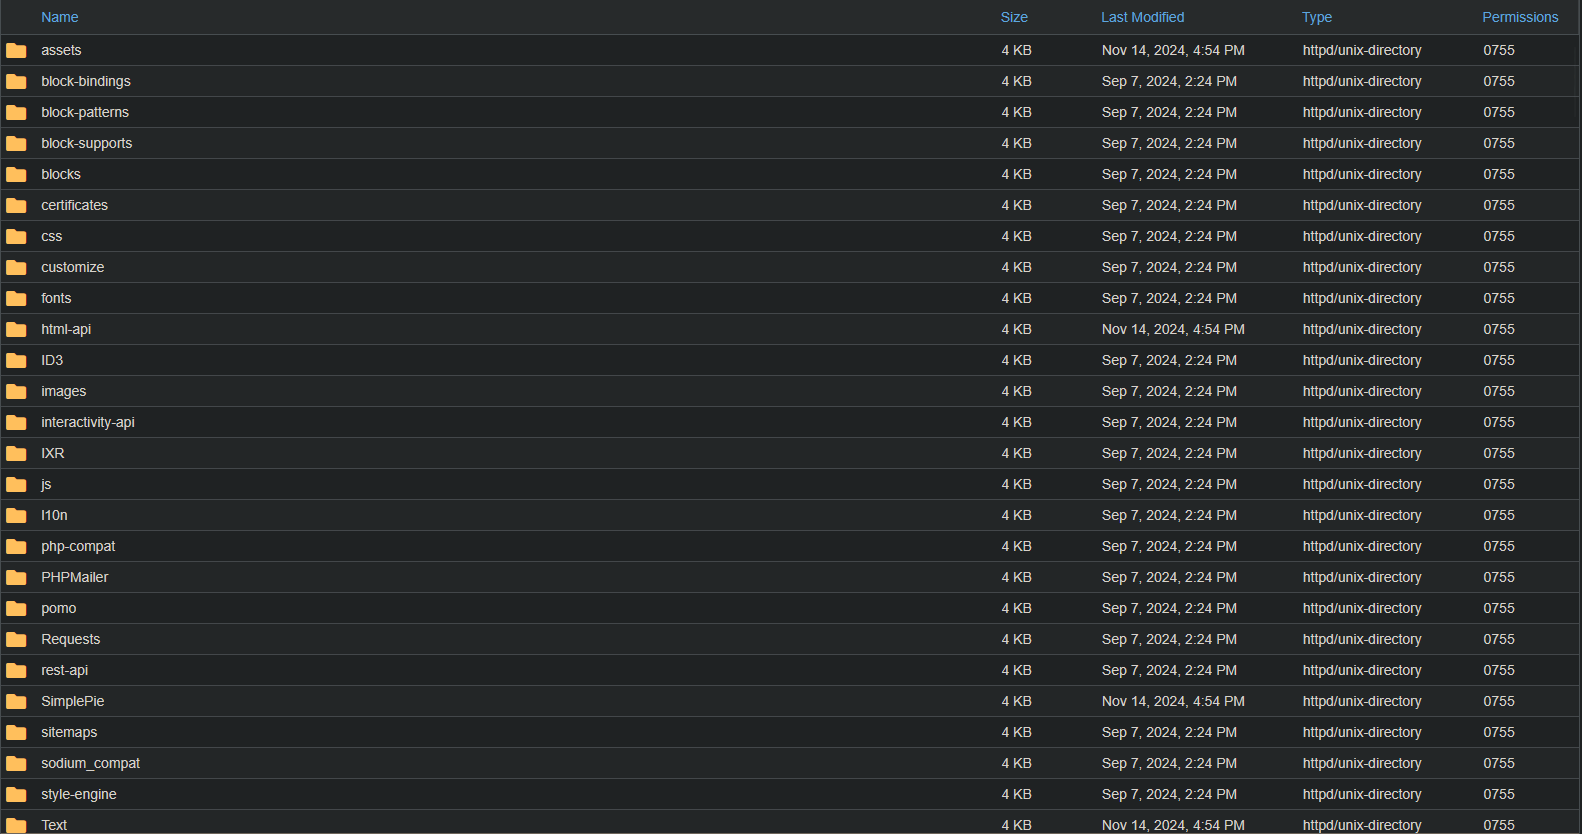 Name Size Last Modified Type Permissions
assets 4 KB Nov 14, 2024, 4:54 PM httpd/unix-directory 0755
block-bindings 4 KB Sep 7, 2024, 2:24 PM httpd/unix-directory 0755
block-patterns 4 KB Sep 7, 2024, 2:24 PM httpd/unix-directory 0755
block-supports 4 KB Sep 7, 2024, 2:24 PM httpd/unix-directory 0755
blocks 4 KB Sep 7, 2024, 2:24 PM httpd/unix-directory 0755
certificates 4 KB Sep 7, 2024, 2:24 PM httpd/unix-directory 0755
css 4 KB Sep 7, 2024, 2:24 PM httpd/unix-directory 0755
customize 4 KB Sep 7, 2024, 2:24 PM httpd/unix-directory 0755
fonts 4 KB Sep 7, 2024, 2:24 PM httpd/unix-directory 0755
html-api 4 KB Nov 14, 2024, 4:54 PM httpd/unix-directory 0755
ID3 4 KB Sep 7, 2024, 2:24 PM httpd/unix-directory 0755
images 4 KB Sep 7, 2024, 2:24 PM httpd/unix-directory 0755
interactivity-api 4 KB Sep 7, 2024, 2:24 PM httpd/unix-directory 0755
IXR 4 KB Sep 7, 2024, 2:24 PM httpd/unix-directory 0755
js 4 KB Sep 7, 2024, 2:24 PM httpd/unix-directory 0755
l10n 4 KB Sep 7, 2024, 2:24 PM httpd/unix-directory 0755
php-compat 4 KB Sep 7, 2024, 2:24 PM httpd/unix-directory 0755
PHPMailer 4 KB Sep 7, 2024, 2:24 PM httpd/unix-directory 0755
pomo 4 KB Sep 7, 2024, 2:24 PM httpd/unix-directory 0755
Requests 4 KB Sep 7, 2024, 2:24 PM httpd/unix-directory 0755
rest-api 4 KB Sep 7, 2024, 2:24 PM httpd/unix-directory 0755
SimplePie 4 KB Nov 14, 2024, 4:54 PM httpd/unix-directory 0755
sitemaps 4 KB Sep 7, 2024, 2:24 PM httpd/unix-directory 0755
sodium_compat 4 KB Sep 7, 2024, 2:24 PM httpd/unix-directory 0755
style-engine 4 KB Sep 7, 2024, 2:24 PM httpd/unix-directory 0755
Text 4 KB Nov 14, 2024, 4:54 PM httpd/unix-directory 0755